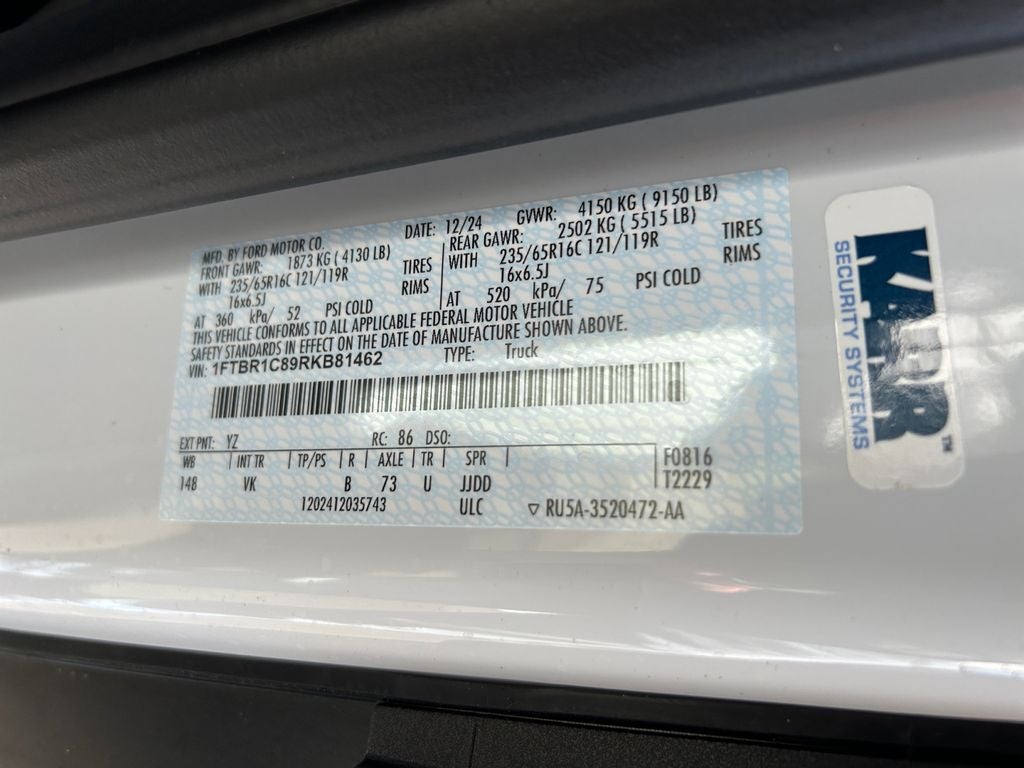 MFD. BY FORD MOTOR CO.
DATE: 12/24
GVWR: 4150 KG ( 9150 LB)
FRONT GAWR: 1873 KG ( 4130 LB)
WITH 235/65R16C 121/119R TIRES
16x6.5J RIMS
AT 360 kPa/ 52 PSI COLD
REAR GAWR: 2502 KG ( 5515 LB)
WITH 235/65R16C 121/119R TIRES
16x6.5J RIMS
AT 520 kPa/ 75 PSI COLD
THIS VEHICLE CONFORMS TO ALL APPLICABLE FEDERAL MOTOR VEHICLE
SAFETY STANDARDS IN EFFECT ON THE DATE OF MANUFACTURE SHOWN ABOVE.
VIN: 1FTBR1C89RKB81462 TYPE: Truck
EXT PNT: YZ RC: 86 DSO:
WB INT TR TP/PS R AXLE TR SPR F0816
148 VK B 73 U JJDD T2229
1202412035743 ULC ▽ RU5A-3520472-AA
KARR™
SECURITY SYSTEMS